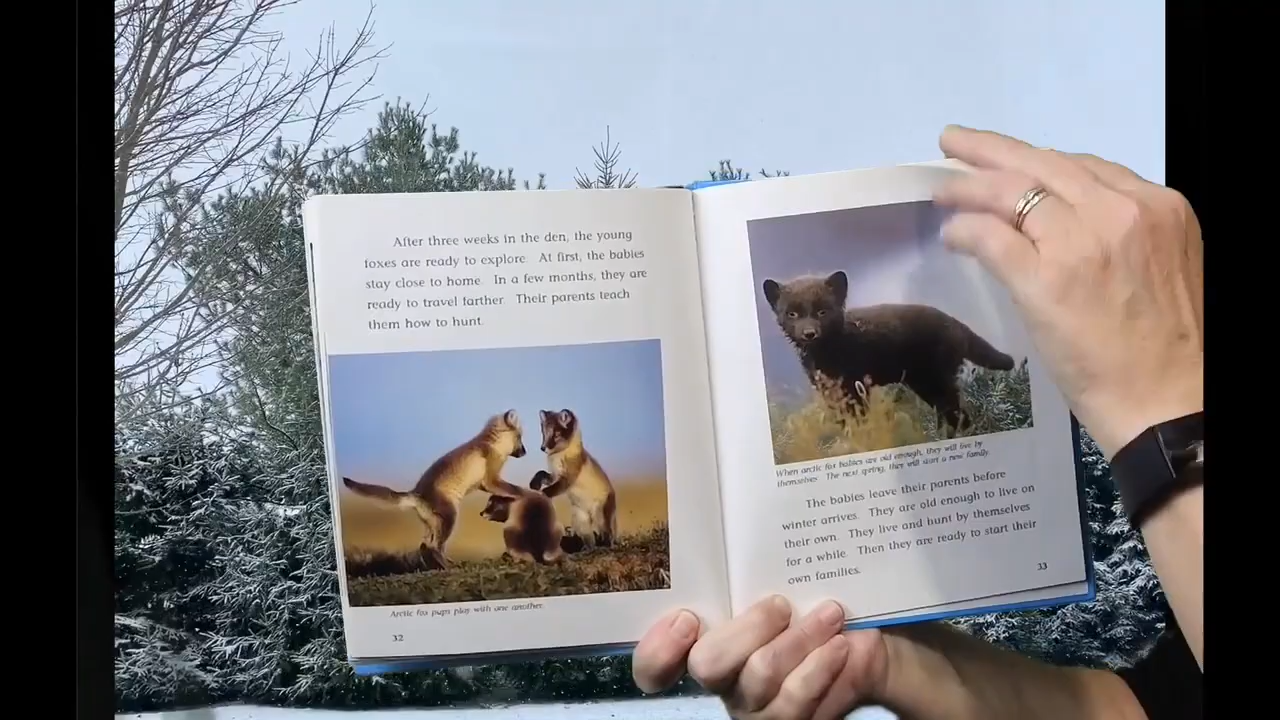 After three weeks in the den, the young
foxes are ready to explore. At first, the babies
stay close to home. In a few months, they are
ready to travel farther. Their parents teach
them how to hunt.
Arctic fox pups play with one another.
32
When arctic fox babies are old enough, they will live by
themselves. The next spring, they will start a new family.
The babies leave their parents before
winter arrives. They are old enough to live on
their own. They live and hunt by themselves
for a while. Then they are ready to start their
own families.
33